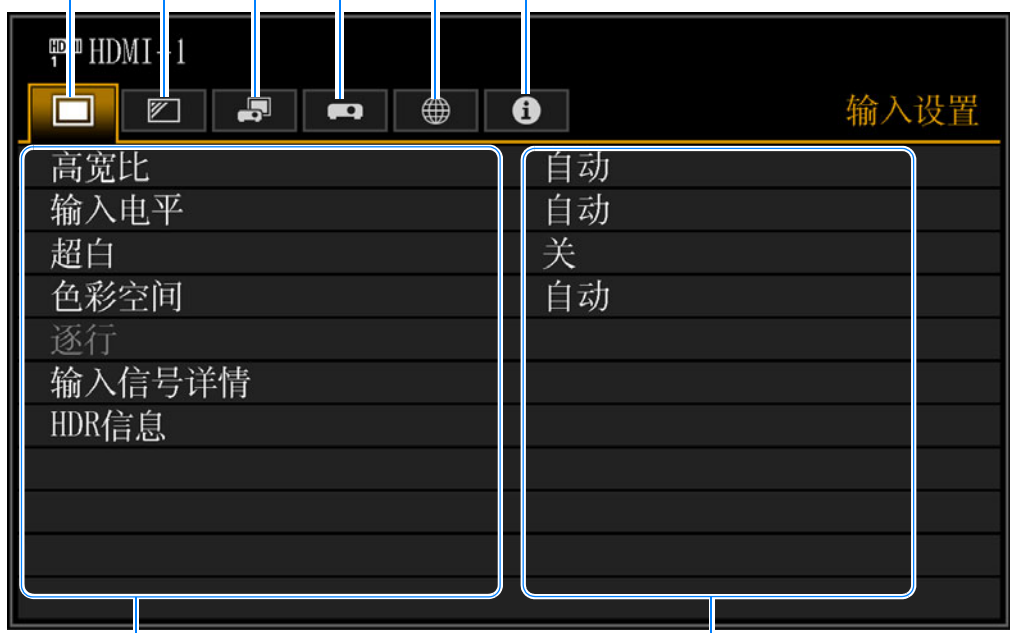 HDMI 1 HDMI-1
输入设置
高宽比 自动
输入电平 自动
超白 关
色彩空间 自动
逐行
输入信号详情
HDR信息